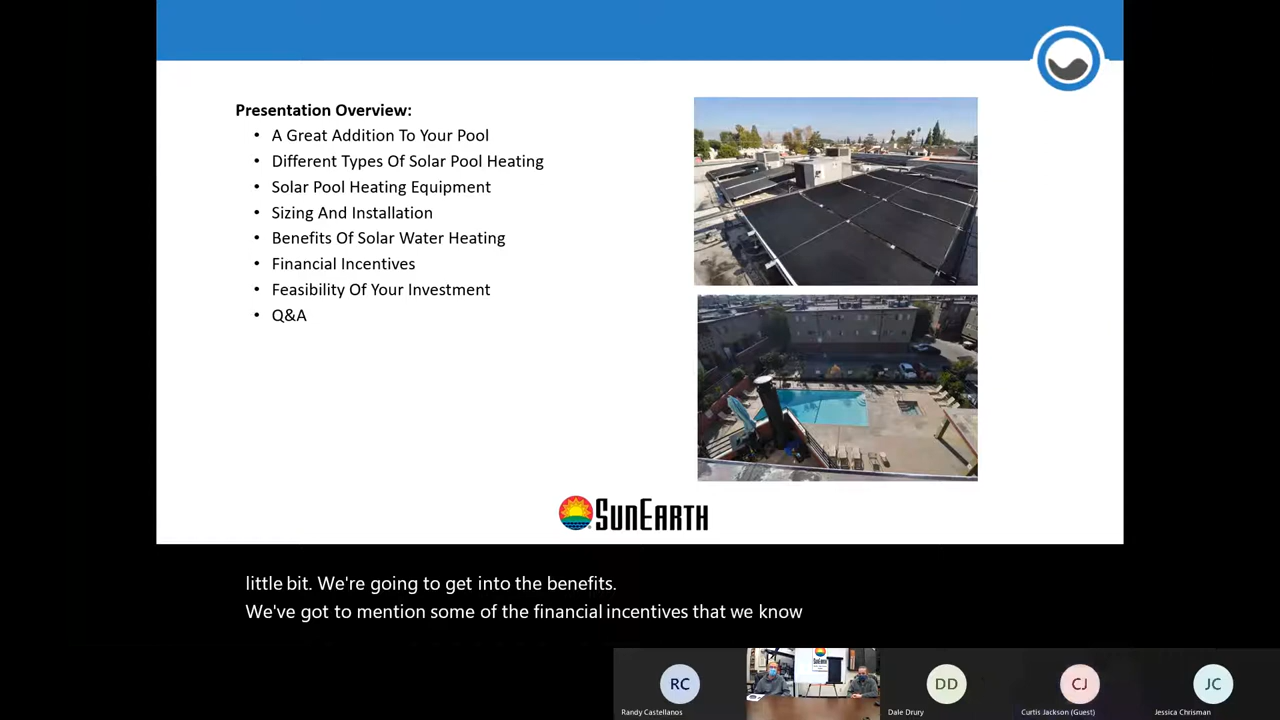 Presentation Overview:
• A Great Addition To Your Pool
• Different Types Of Solar Pool Heating
• Solar Pool Heating Equipment
• Sizing And Installation
• Benefits Of Solar Water Heating
• Financial Incentives
• Feasibility Of Your Investment
• Q&A
SUNEARTH
little bit. We're going to get into the benefits.
We've got to mention some of the financial incentives that we know
RC
SUNEARTH
DD
CJ
JC
Randy Castellanos
Dale Drury
Curtis Jackson (Guest)
Jessica Chrisman